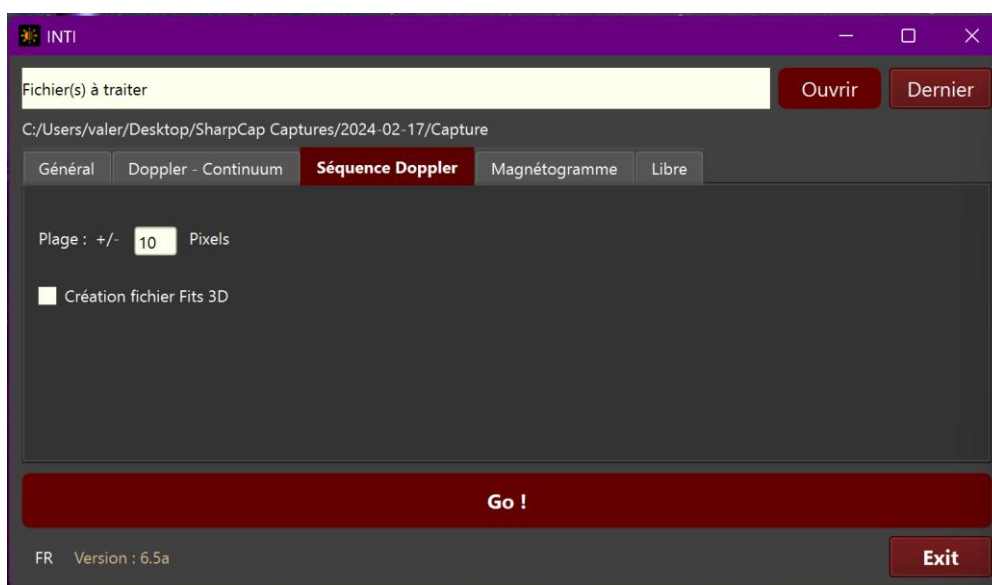 INTI
Fichier(s) à traiter Ouvrir Dernier
C:/Users/valer/Desktop/SharpCap Captures/2024-02-17/Capture
Général Doppler - Continuum Séquence Doppler Magnétogramme Libre
Plage : +/- 10 Pixels
Création fichier Fits 3D
Go !
FR Version : 6.5a Exit